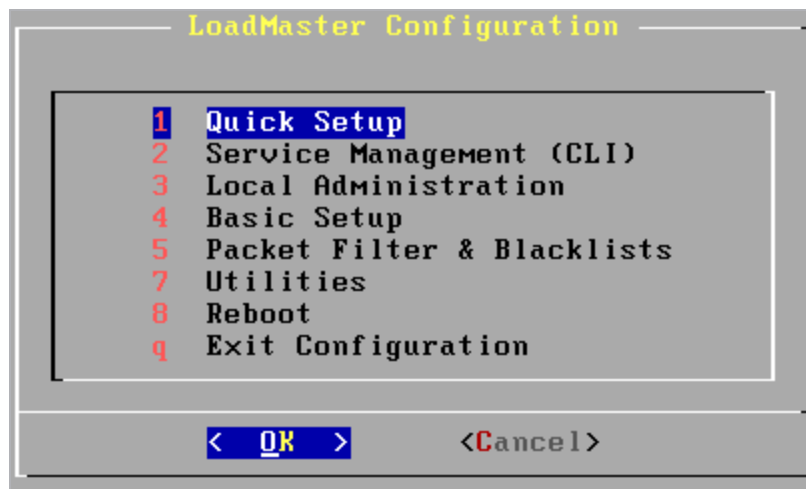 LoadMaster Configuration
1 Quick Setup
2 Service Management (CLI)
3 Local Administration
4 Basic Setup
5 Packet Filter & Blacklists
7 Utilities
8 Reboot
q Exit Configuration
< OK > <Cancel>